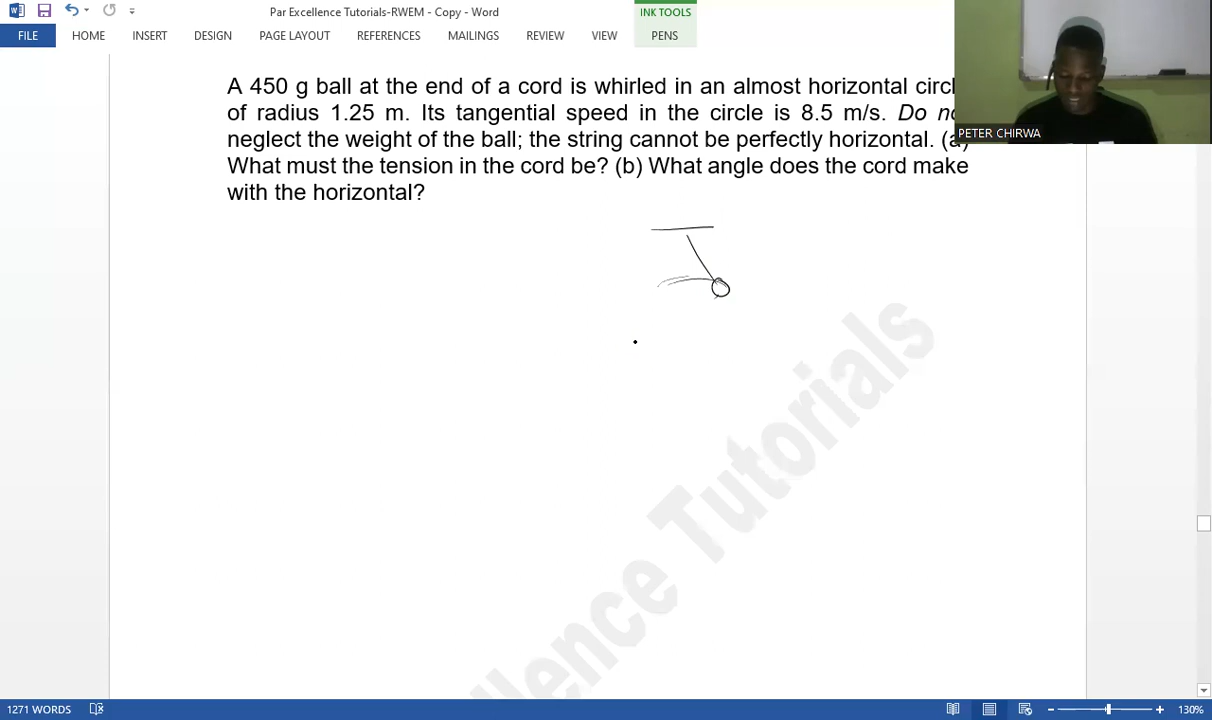 Par Excellence Tutorials-RWEM - Copy - Word
INK TOOLS
FILE HOME INSERT DESIGN PAGE LAYOUT REFERENCES MAILINGS REVIEW VIEW PENS
A 450 g ball at the end of a cord is whirled in an almost horizontal circl
of radius 1.25 m. Its tangential speed in the circle is 8.5 m/s. Do no
neglect the weight of the ball; the string cannot be perfectly horizontal. (a)
What must the tension in the cord be? (b) What angle does the cord make
with the horizontal?
PETER CHIRWA
ellence Tutorials
1271 WORDS
130%